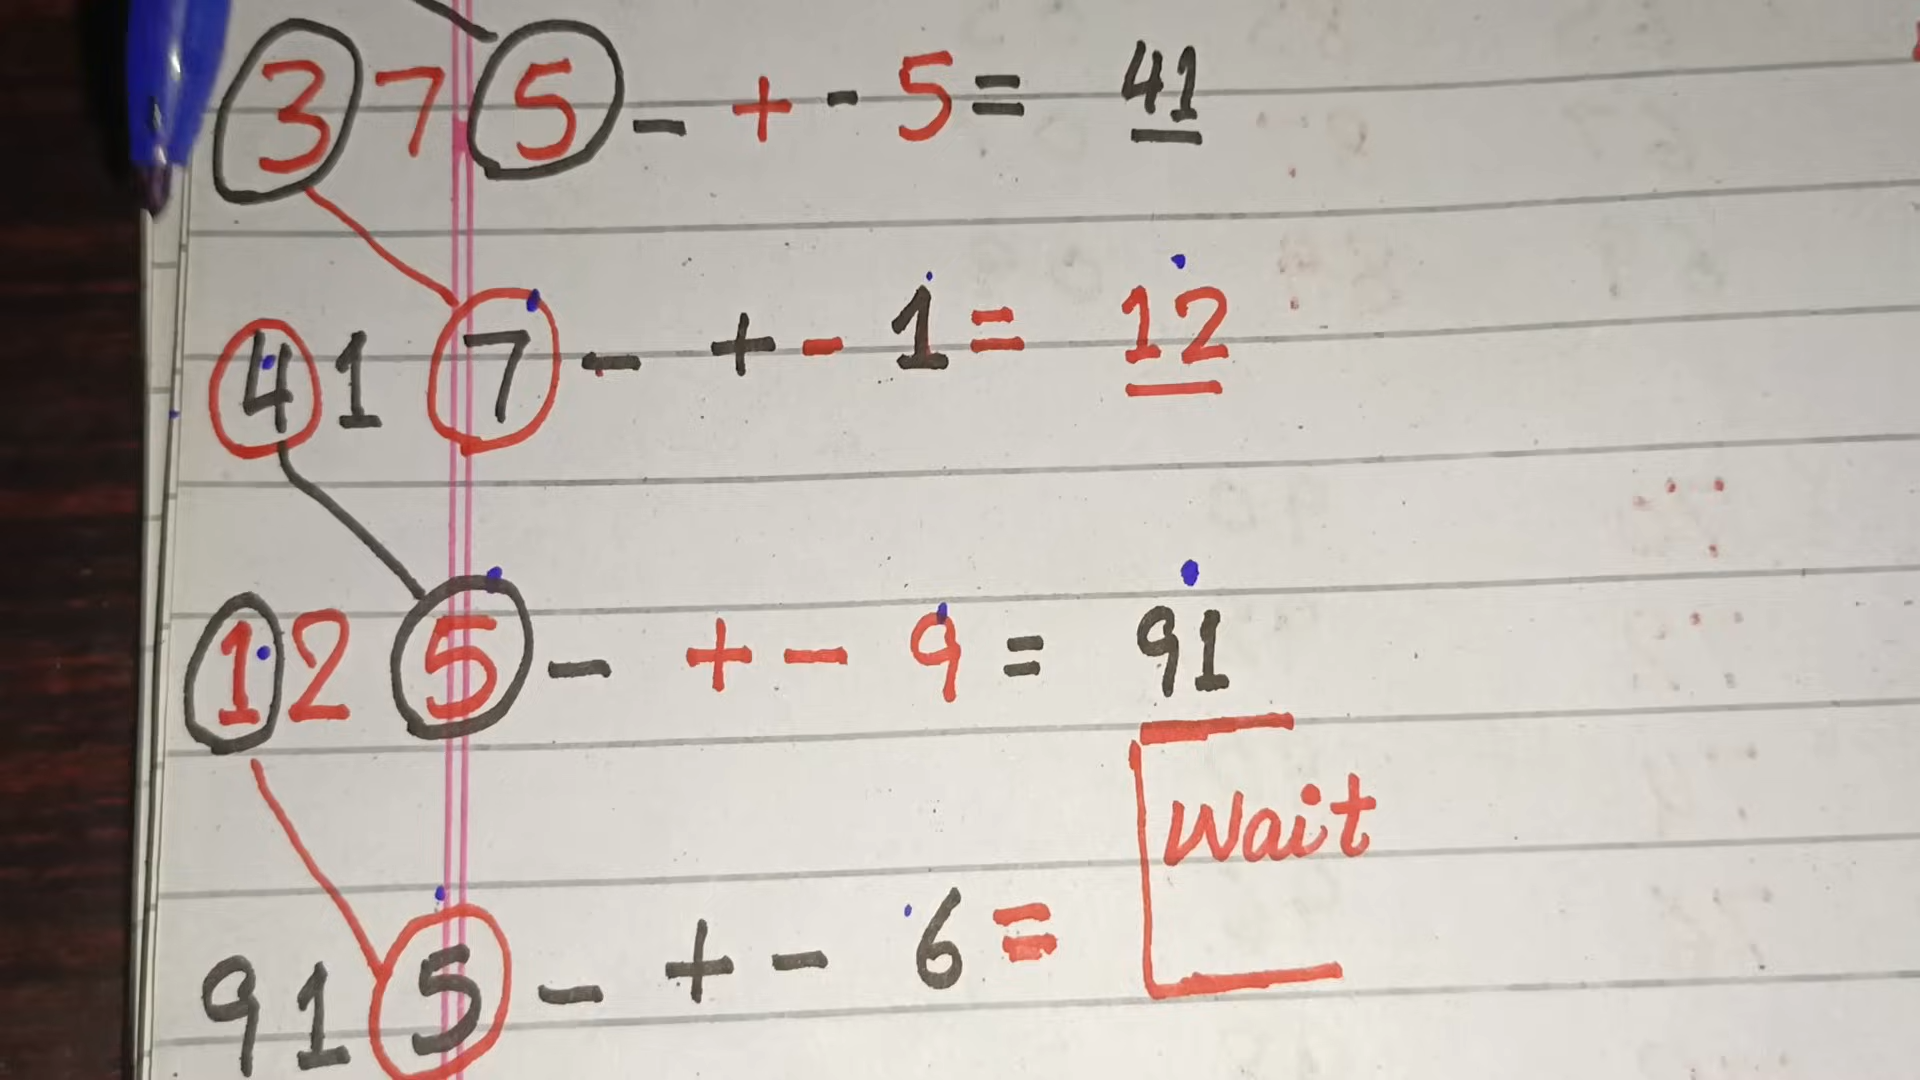 375 - + - 5 = 41
417 - + - 1 = 12
125 - + - 9 = 91
Wait
915 - + - 6 =